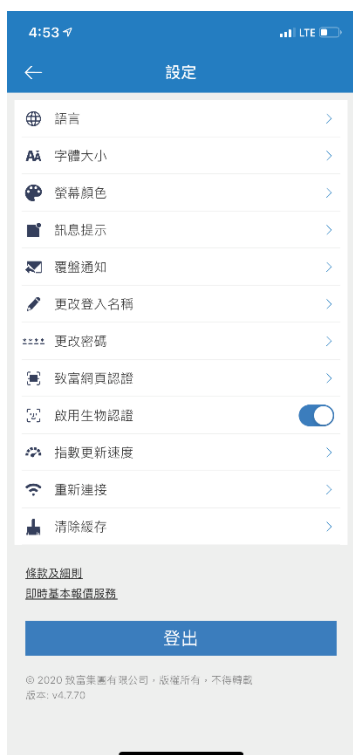 4:53
LTE
設定
語言
AA 字體大小
螢幕顏色
訊息提示
覆盤通知
更改登入名稱
**** 更改密碼
致富網頁認證
啟用生物認證
指數更新速度
重新連接
清除緩存
條款及細則
即時基本報價服務
登出
© 2020 致富集團有限公司，版權所有，不得轉載
版本: v4.7.70